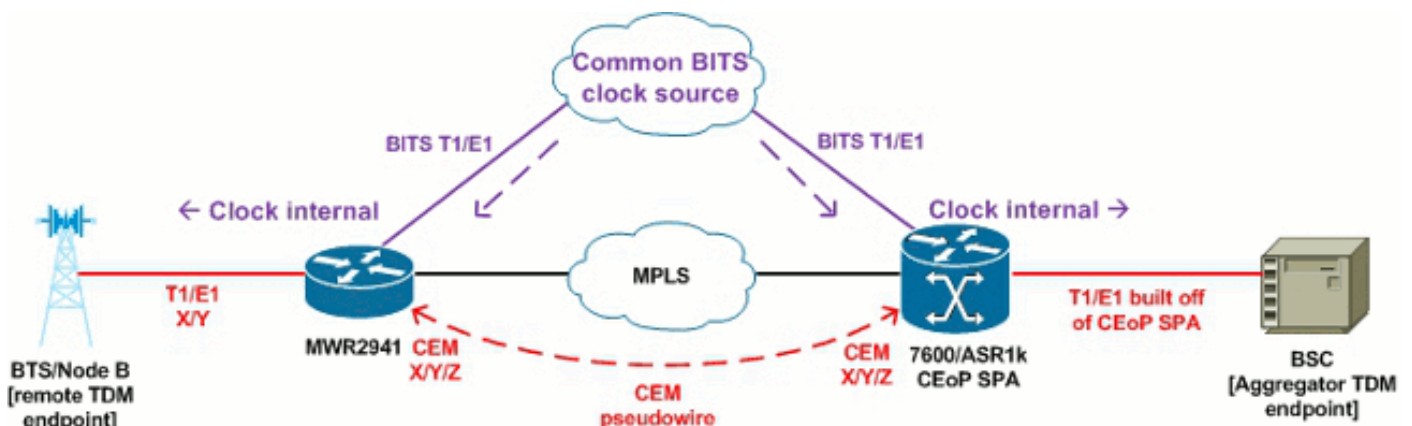 Common BITS
clock source
BITS T1/E1
BITS T1/E1
← Clock internal
Clock internal →
MPLS
T1/E1
X/Y
T1/E1 built off
of CEoP SPA
MWR2941
CEM
X/Y/Z
CEM
X/Y/Z
7600/ASR1k
CEoP SPA
CEM
pseudowire
BTS/Node B
[remote TDM
endpoint]
BSC
[Aggregator TDM
endpoint]